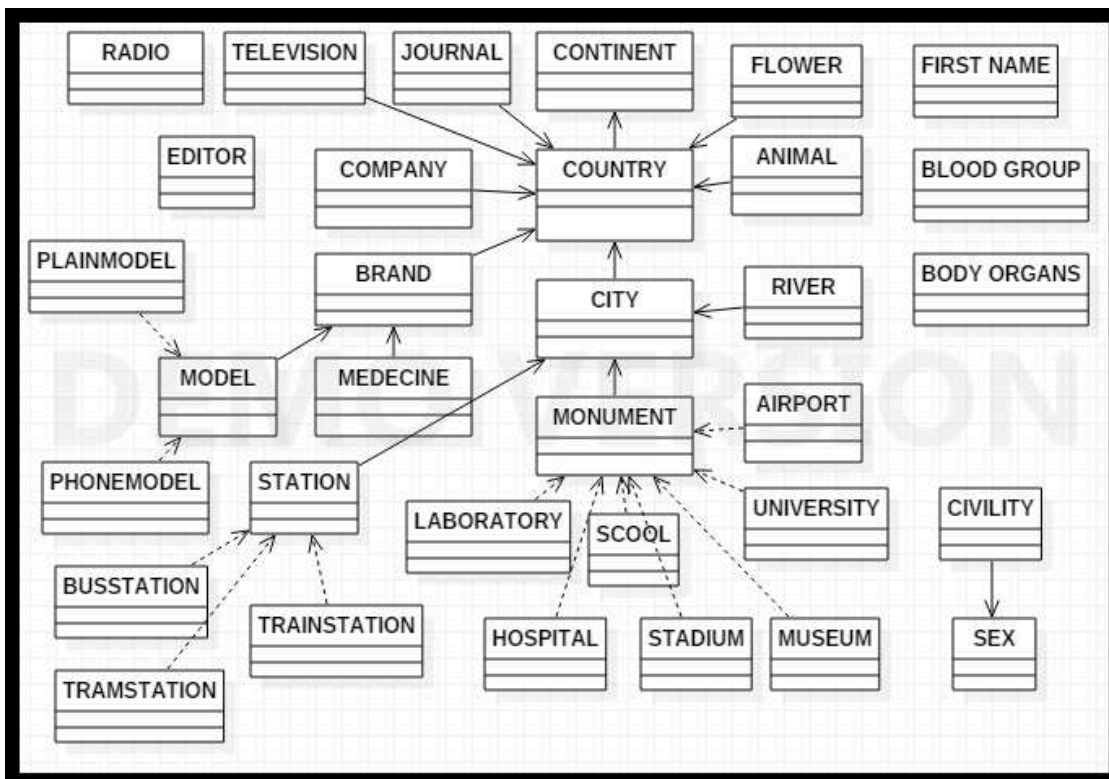 RADIO
TELEVISION
JOURNAL
CONTINENT
FLOWER
FIRST NAME
EDITOR
COMPANY
COUNTRY
ANIMAL
BLOOD GROUP
PLAINMODEL
BRAND
CITY
RIVER
BODY ORGANS
MODEL
MEDECINE
MONUMENT
AIRPORT
DEMO VERSION
PHONEMODEL
STATION
LABORATORY
SCOOL
UNIVERSITY
CIVILITY
BUSSTATION
TRAINSTATION
HOSPITAL
STADIUM
MUSEUM
SEX
TRAMSTATION